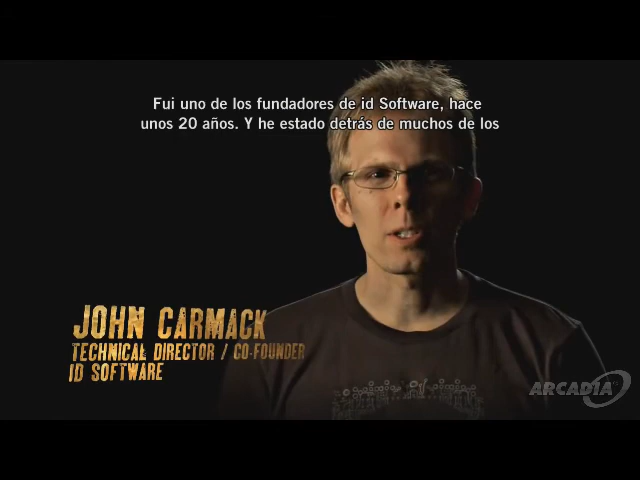 Fui uno de los fundadores de id Software, hace
unos 20 años. Y he estado detrás de muchos de los
JOHN CARMACK
TECHNICAL DIRECTOR / CO-FOUNDER
ID SOFTWARE
ARCADIA